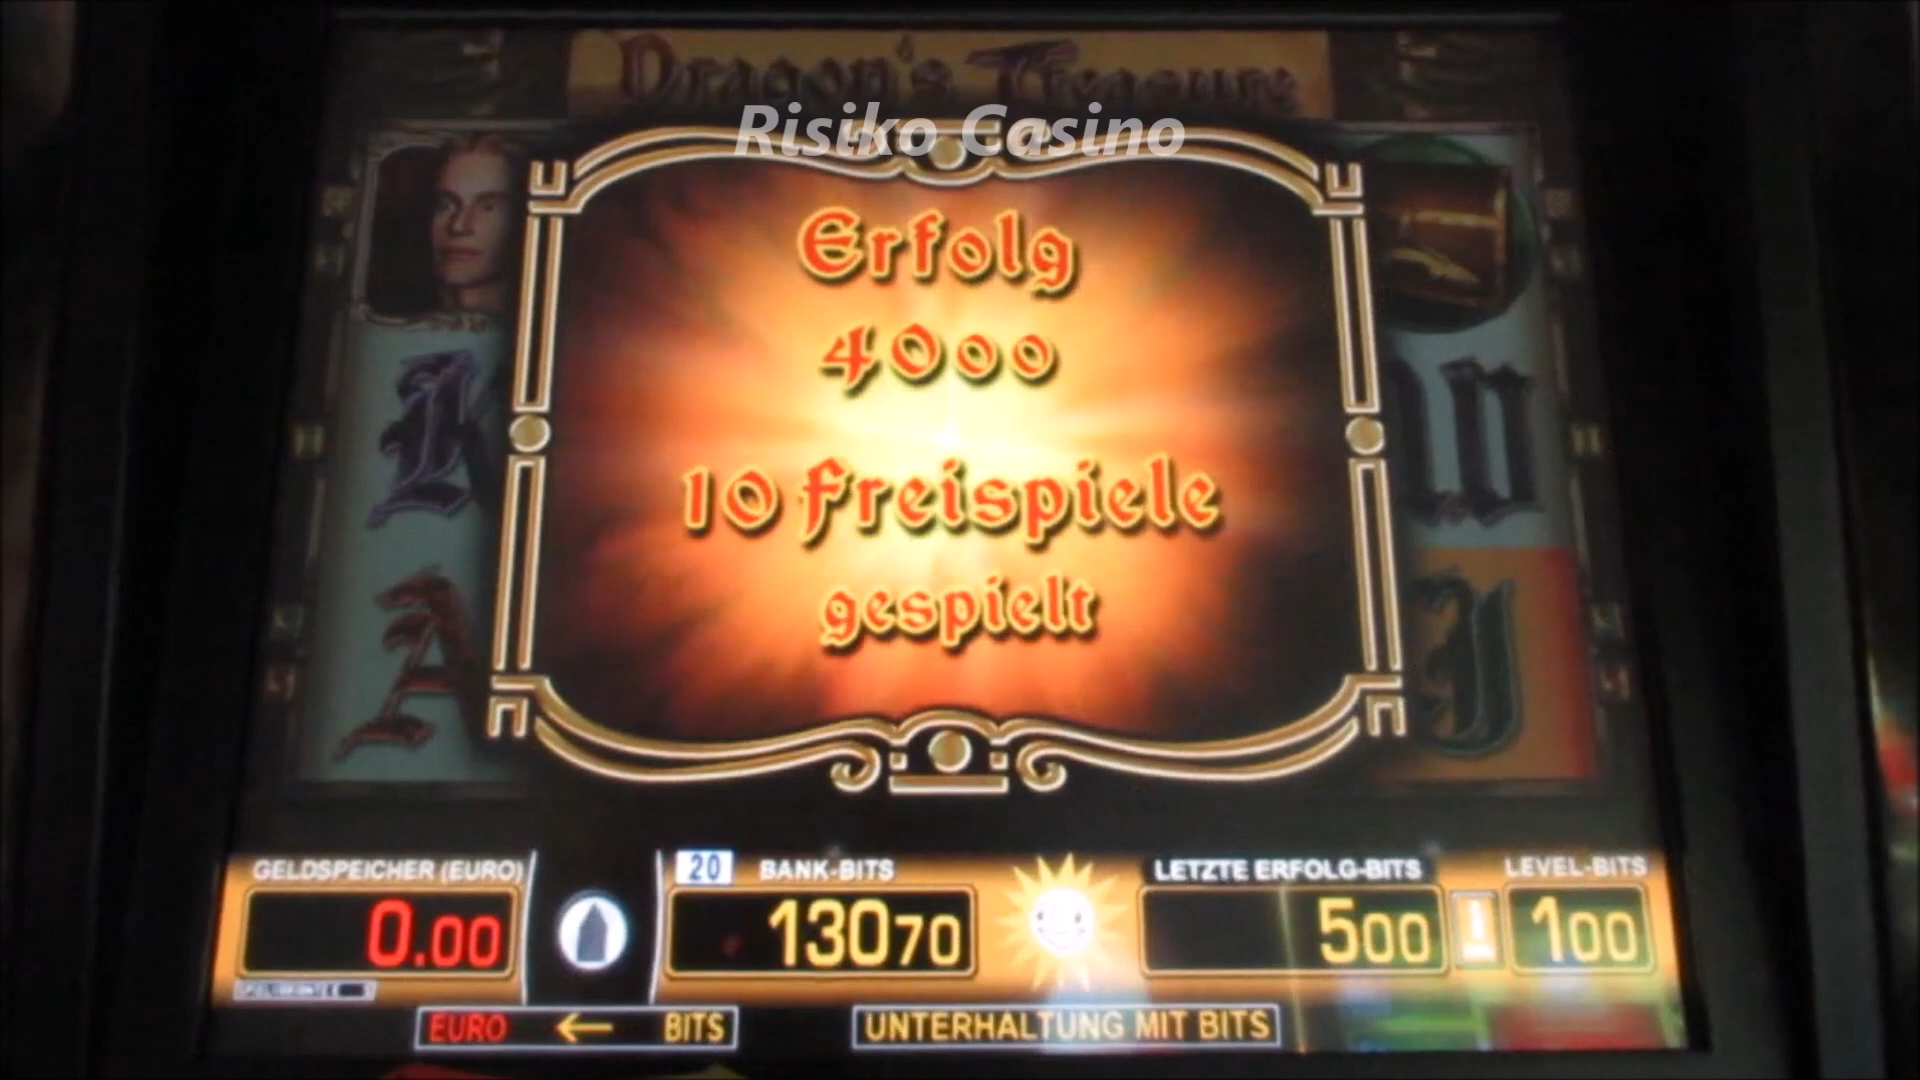 Dragon's Treasure
Risiko Casino
Erfolg
4000
10 Freispiele
gespielt
L
A
J
GELDSPEICHER (EURO)
20
BANK-BITS
LETZTE ERFOLG-BITS
LEVEL-BITS
0.00
13070
500
100
EURO ← BITS
UNTERHALTUNG MIT BITS